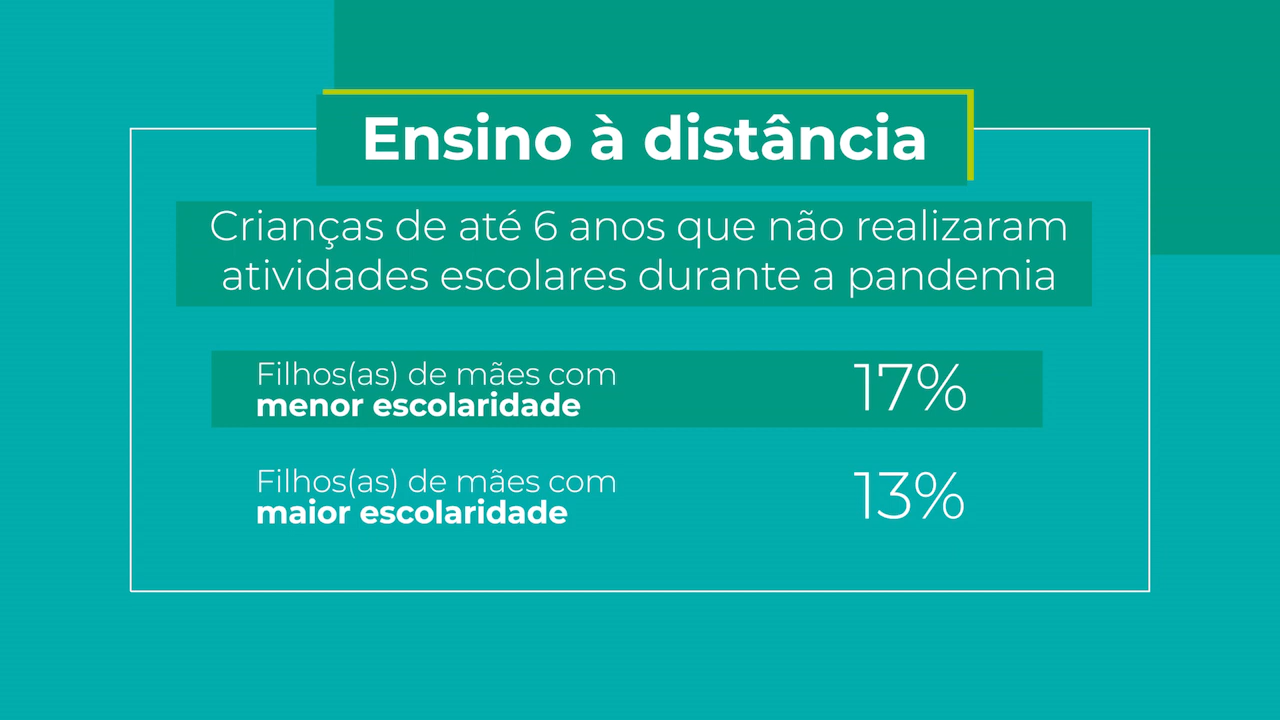 Ensino à distância
Crianças de até 6 anos que não realizaram
atividades escolares durante a pandemia
Filhos(as) de mães com
menor escolaridade
17%
Filhos(as) de mães com
maior escolaridade
13%